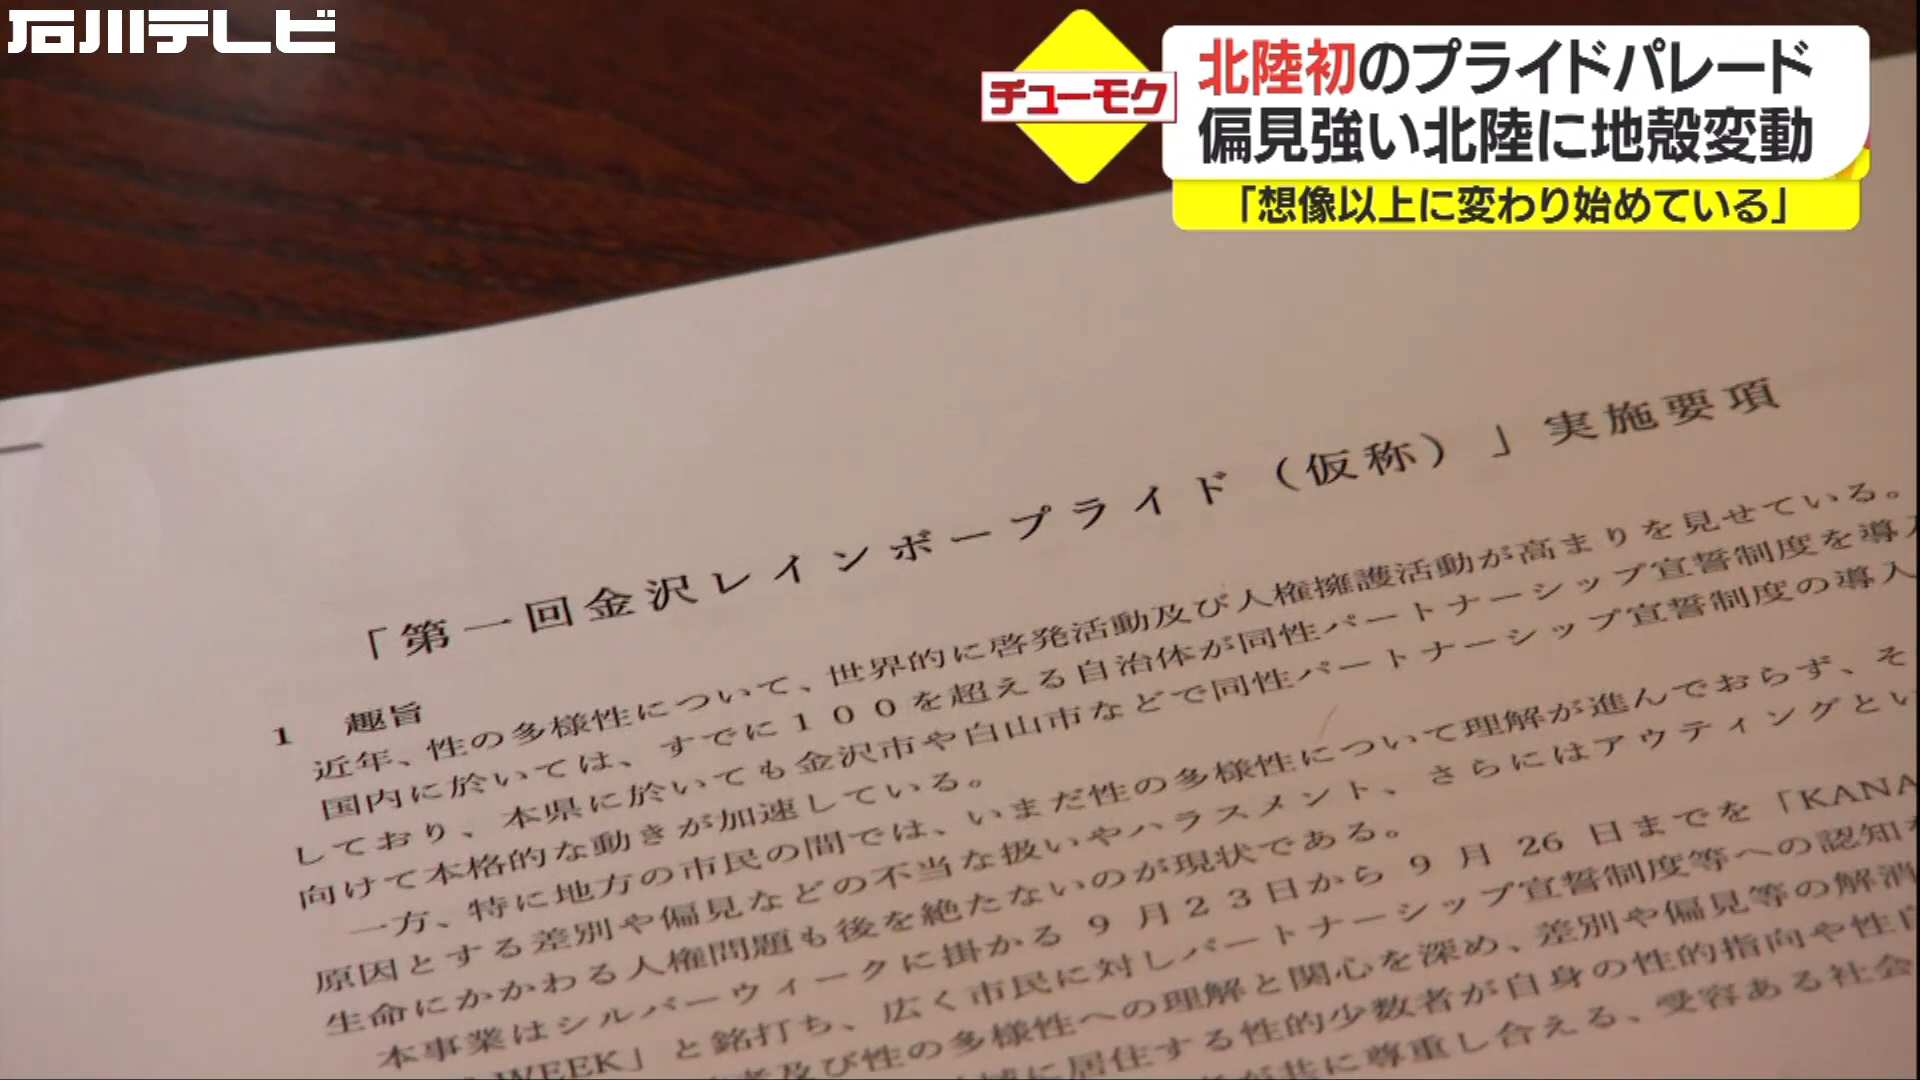 石川テレビ
チューモク
北陸初のプライドパレード
偏見強い北陸に地殻変動
「想像以上に変わり始めている」
「第一回金沢レインボープライド（仮称）」実施要項
1 趣旨
近年、性の多様性について、世界的に啓発活動及び人権擁護活動が高まりを見せている。
国内に於いては、すでに１００を超える自治体が同性パートナーシップ宣誓制度を導入
しており、本県に於いても金沢市や白山市などで同性パートナーシップ宣誓制度の導入
向けて本格的な動きが加速している。
一方、特に地方の市民の間では、いまだ性の多様性について理解が進んでおらず、そ
原因とする差別や偏見などの不当な扱いやハラスメント、さらにはアウティングとい
生命にかかわる人権問題も後を絶たないのが現状である。
本事業はシルバーウィークに掛かる 9 月２３日から 9 月 26 日までを「KANA
WEEK」と銘打ち、広く市民に対しパートナーシップ宣誓制度等への認知
及び性の多様性への理解と関心を深め、差別や偏見等の解消
に居住する性的少数者が自身の性的指向や性自
が共に尊重し合える、受容ある社会